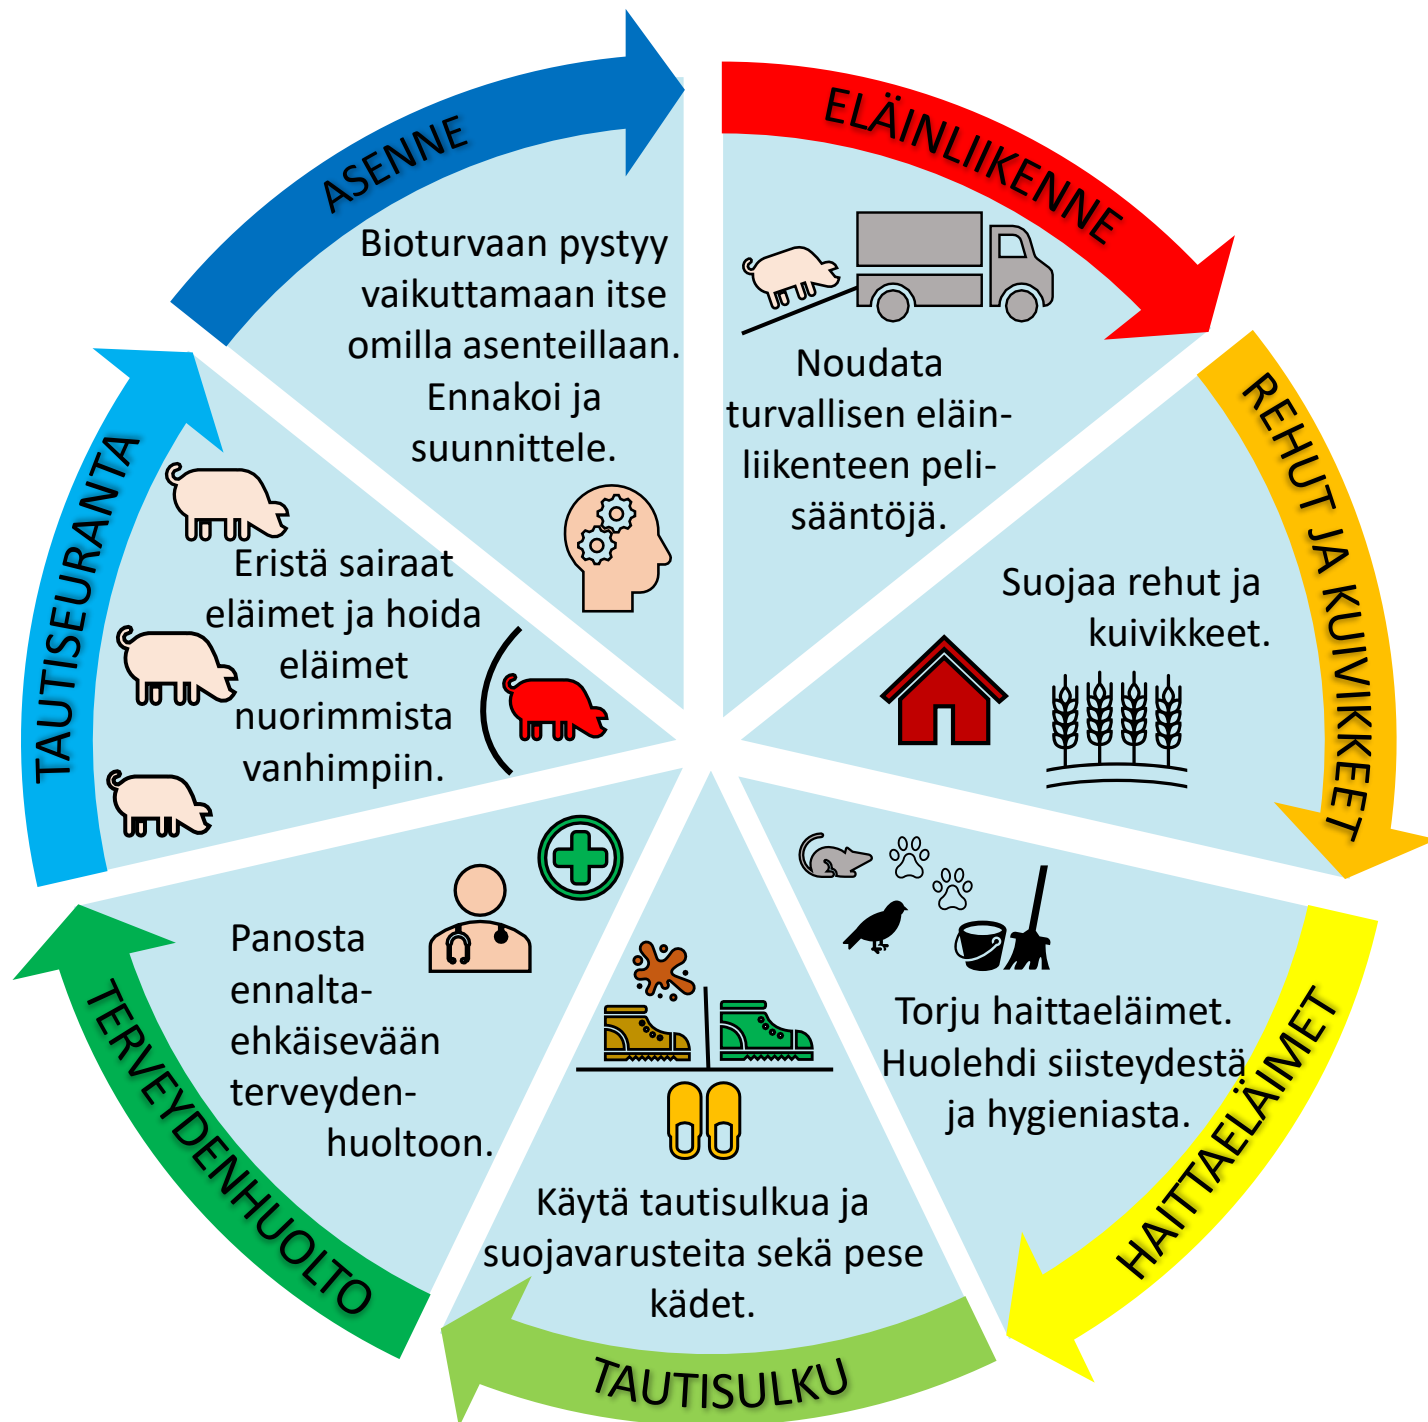 ELÄINLIIKENNE
Noudata
turvallisen eläin-
liikenteen peli-
sääntöjä.
REHUT JA KUIVIKKEET
Suojaa rehut ja
kuivikkeet.
HAITTAELÄIMET
Torju haittaeläimet.
Huolehdi siisteydestä
ja hygieniasta.
TAUTISULKU
Käytä tautisulkua ja
suojavarusteita sekä pese
kädet.
TERVEYDENHUOLTO
Panosta
ennalta-
ehkäisevään
terveyden-
huoltoon.
TAUTISEURANTA
Eristä sairaat
eläimet ja hoida
eläimet
nuorimmista
vanhimpiin.
ASENNE
Bioturvaan pystyy
vaikuttamaan itse
omilla asenteillaan.
Ennakoi ja
suunnittele.